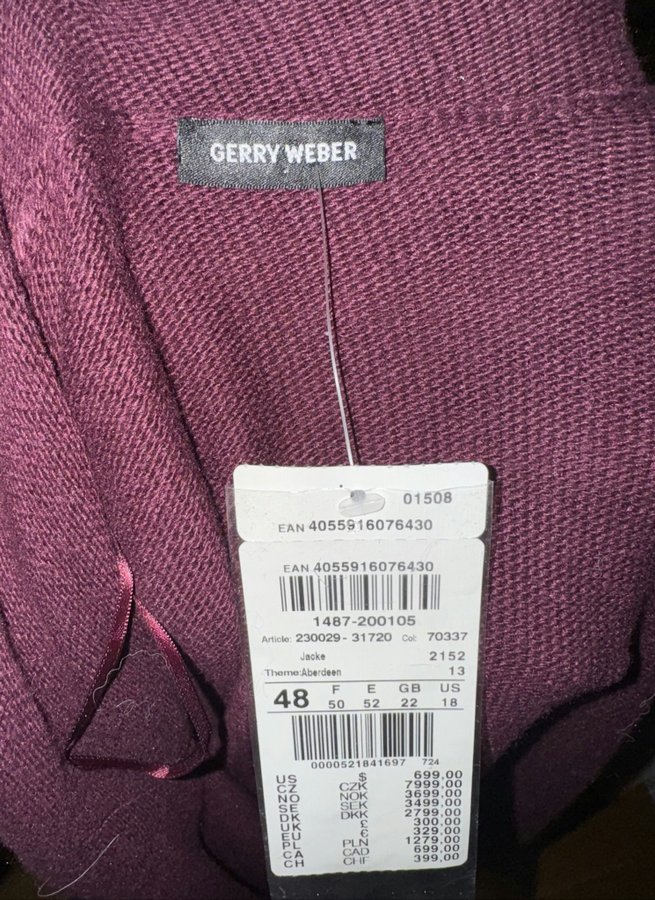 GERRY WEBER
01508
EAN 4055916076430
EAN 4055916076430
1487-200105
Article: 230029-31720 Col: 70337
Jacke 2152
Theme:Aberdeen 13
48 F E GB US
50 52 22 18
0000521841697 724
US $ 699,00
CZ CZK 7999,00
NO NOK 3699,00
SE SEK 3499,00
DK DKK 2799,00
UK £ 300,00
EU € 329,00
PL PLN 1279,00
CA CAD 699,00
CH CHF 399,00